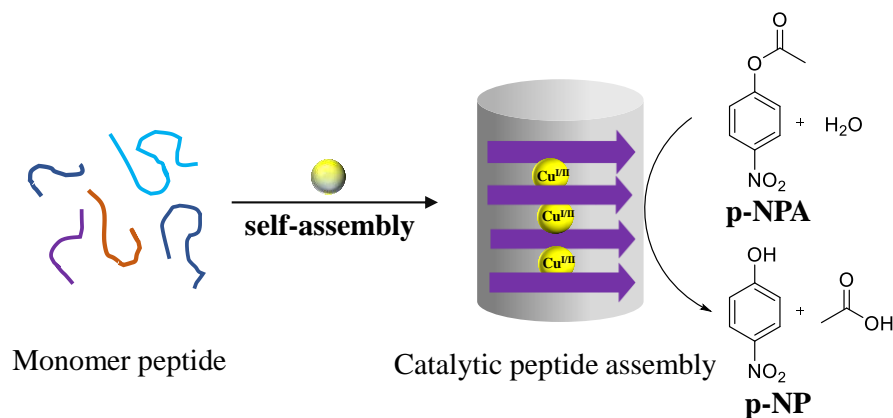 O
O
+ H₂O
NO₂
p-NPA
self-assembly
Cu^I/II
Cu^I/II
Cu^I/II
OH
O
+
OH
NO₂
p-NP
Monomer peptide
Catalytic peptide assembly